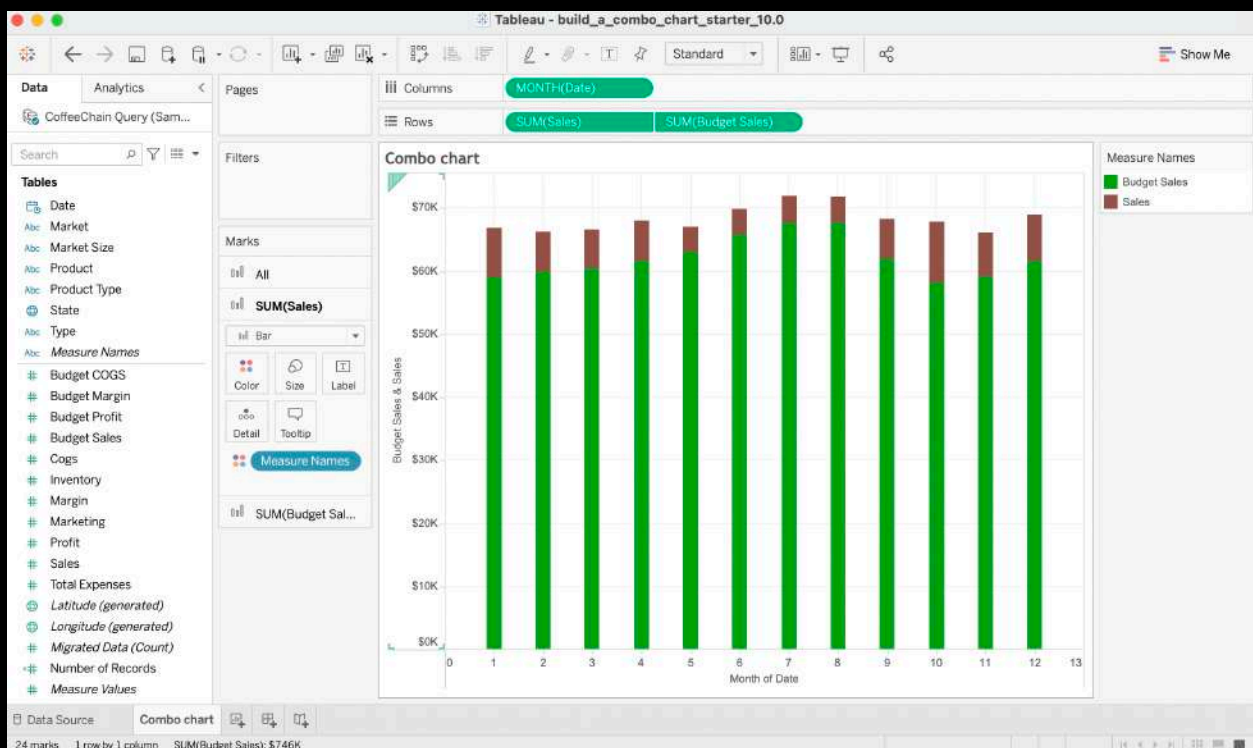 Tableau - build_a_combo_chart_starter_10.0
Standard
Show Me
Data
Analytics
Pages
Columns
MONTH(Date)
CoffeeChain Query (Sam...
Rows
SUM(Sales)
SUM(Budget Sales)
Search
Filters
Combo chart
Measure Names
Budget Sales
Sales
Tables
Date
Abc Market
Abc Market Size
Abc Product
Abc Product Type
State
Abc Type
Abc Measure Names
# Budget COGS
# Budget Margin
# Budget Profit
# Budget Sales
# Cogs
# Inventory
# Margin
# Marketing
# Profit
# Sales
# Total Expenses
Latitude (generated)
Longitude (generated)
# Migrated Data (Count)
=# Number of Records
# Measure Values
Marks
All
SUM(Sales)
Bar
Color
Size
Label
Detail
Tooltip
Measure Names
SUM(Budget Sal...
Budget Sales & Sales
$70K
$60K
$50K
$40K
$30K
$20K
$10K
$0K
0 1 2 3 4 5 6 7 8 9 10 11 12 13
Month of Date
Data Source
Combo chart
24 marks 1 row by 1 column SUM(Budget Sales): $746K